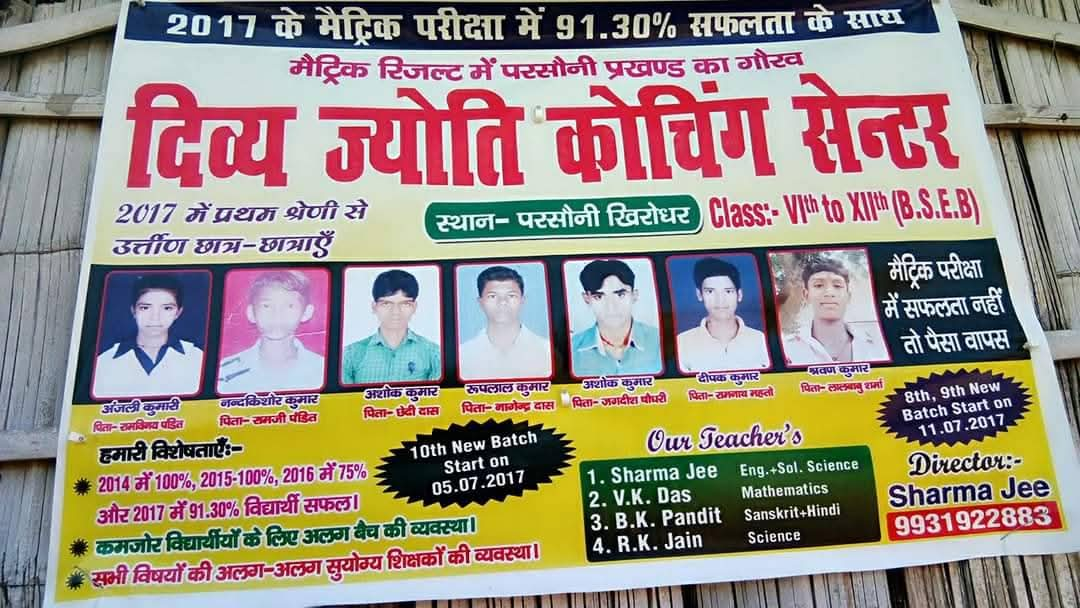 2017 के मैट्रिक परीक्षा में 91.30% सफलता के साथ
मैट्रिक रिजल्ट में परसौनी प्रखण्ड का गौरव
दिव्य ज्योति कोचिंग सेन्टर
2017 में प्रथम श्रेणी से
उर्त्तीण छात्र-छात्राएँ
स्थान- परसौनी खिरोधर
Class:- VIth to XIIth (B.S.E.B)
मैट्रिक परीक्षा
में सफलता नहीं
तो पैसा वापस
अंजली कुमारी
पिता- रामविनय पंडित
नन्दकिशोर कुमार
पिता- रामजी पंडित
अशोक कुमार
पिता- छेदी दास
रूपलाल कुमार
पिता- नागेन्द्र दास
अशोक कुमार
पिता- जगदीश चौधरी
दीपक कुमार
पिता- रामनाथ महतो
श्रवण कुमार
पिता- लालबाबु शर्मा
हमारी विशेषताएँ:-
2014 में 100%, 2015-100%, 2016 में 75%
और 2017 में 91.30% विद्यार्थी सफल।
कमजोर विद्यार्थीयों के लिए अलग बैच की व्यवस्था।
सभी विषयों की अलग-अलग सुयोग्य शिक्षकों की व्यवस्था।
10th New Batch
Start on
05.07.2017
Our Teacher's
1. Sharma Jee Eng.+Sol. Science
2. V.K. Das Mathematics
3. B.K. Pandit Sanskrit+Hindi
4. R.K. Jain Science
8th, 9th New
Batch Start on
11.07.2017
Director:-
Sharma Jee
9931922883